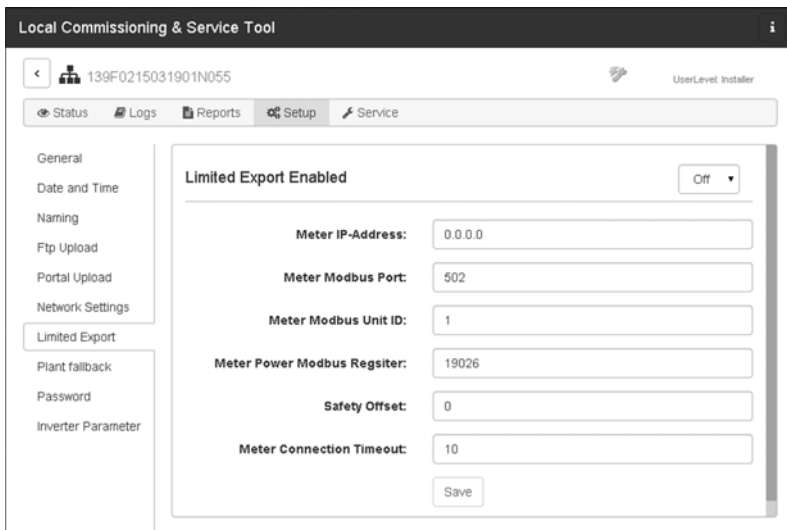 Local Commissioning & Service Tool
i
139F0215031901N055
UserLevel: Installer
Status Logs Reports Setup Service
General
Date and Time
Naming
Ftp Upload
Portal Upload
Network Settings
Limited Export
Plant fallback
Password
Inverter Parameter
Limited Export Enabled
Off
Meter IP-Address: 0.0.0.0
Meter Modbus Port: 502
Meter Modbus Unit ID: 1
Meter Power Modbus Regsiter: 19026
Safety Offset: 0
Meter Connection Timeout: 10
Save